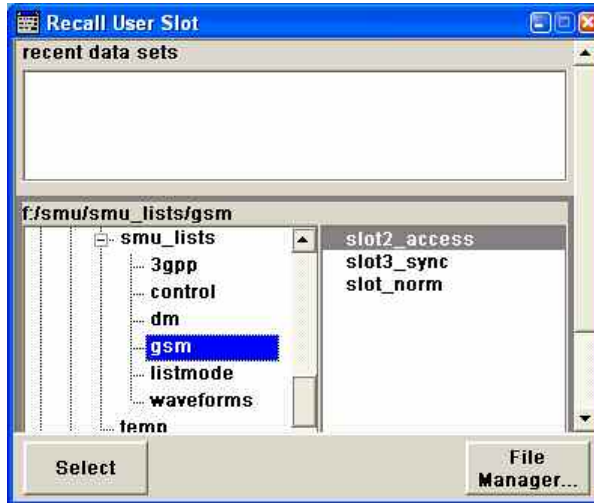 Recall User Slot
recent data sets
f:/smu/smu_lists/gsm
smu_lists
3gpp
control
dm
gsm
listmode
waveforms
temp
slot2_access
slot3_sync
slot_norm
Select
File
Manager...